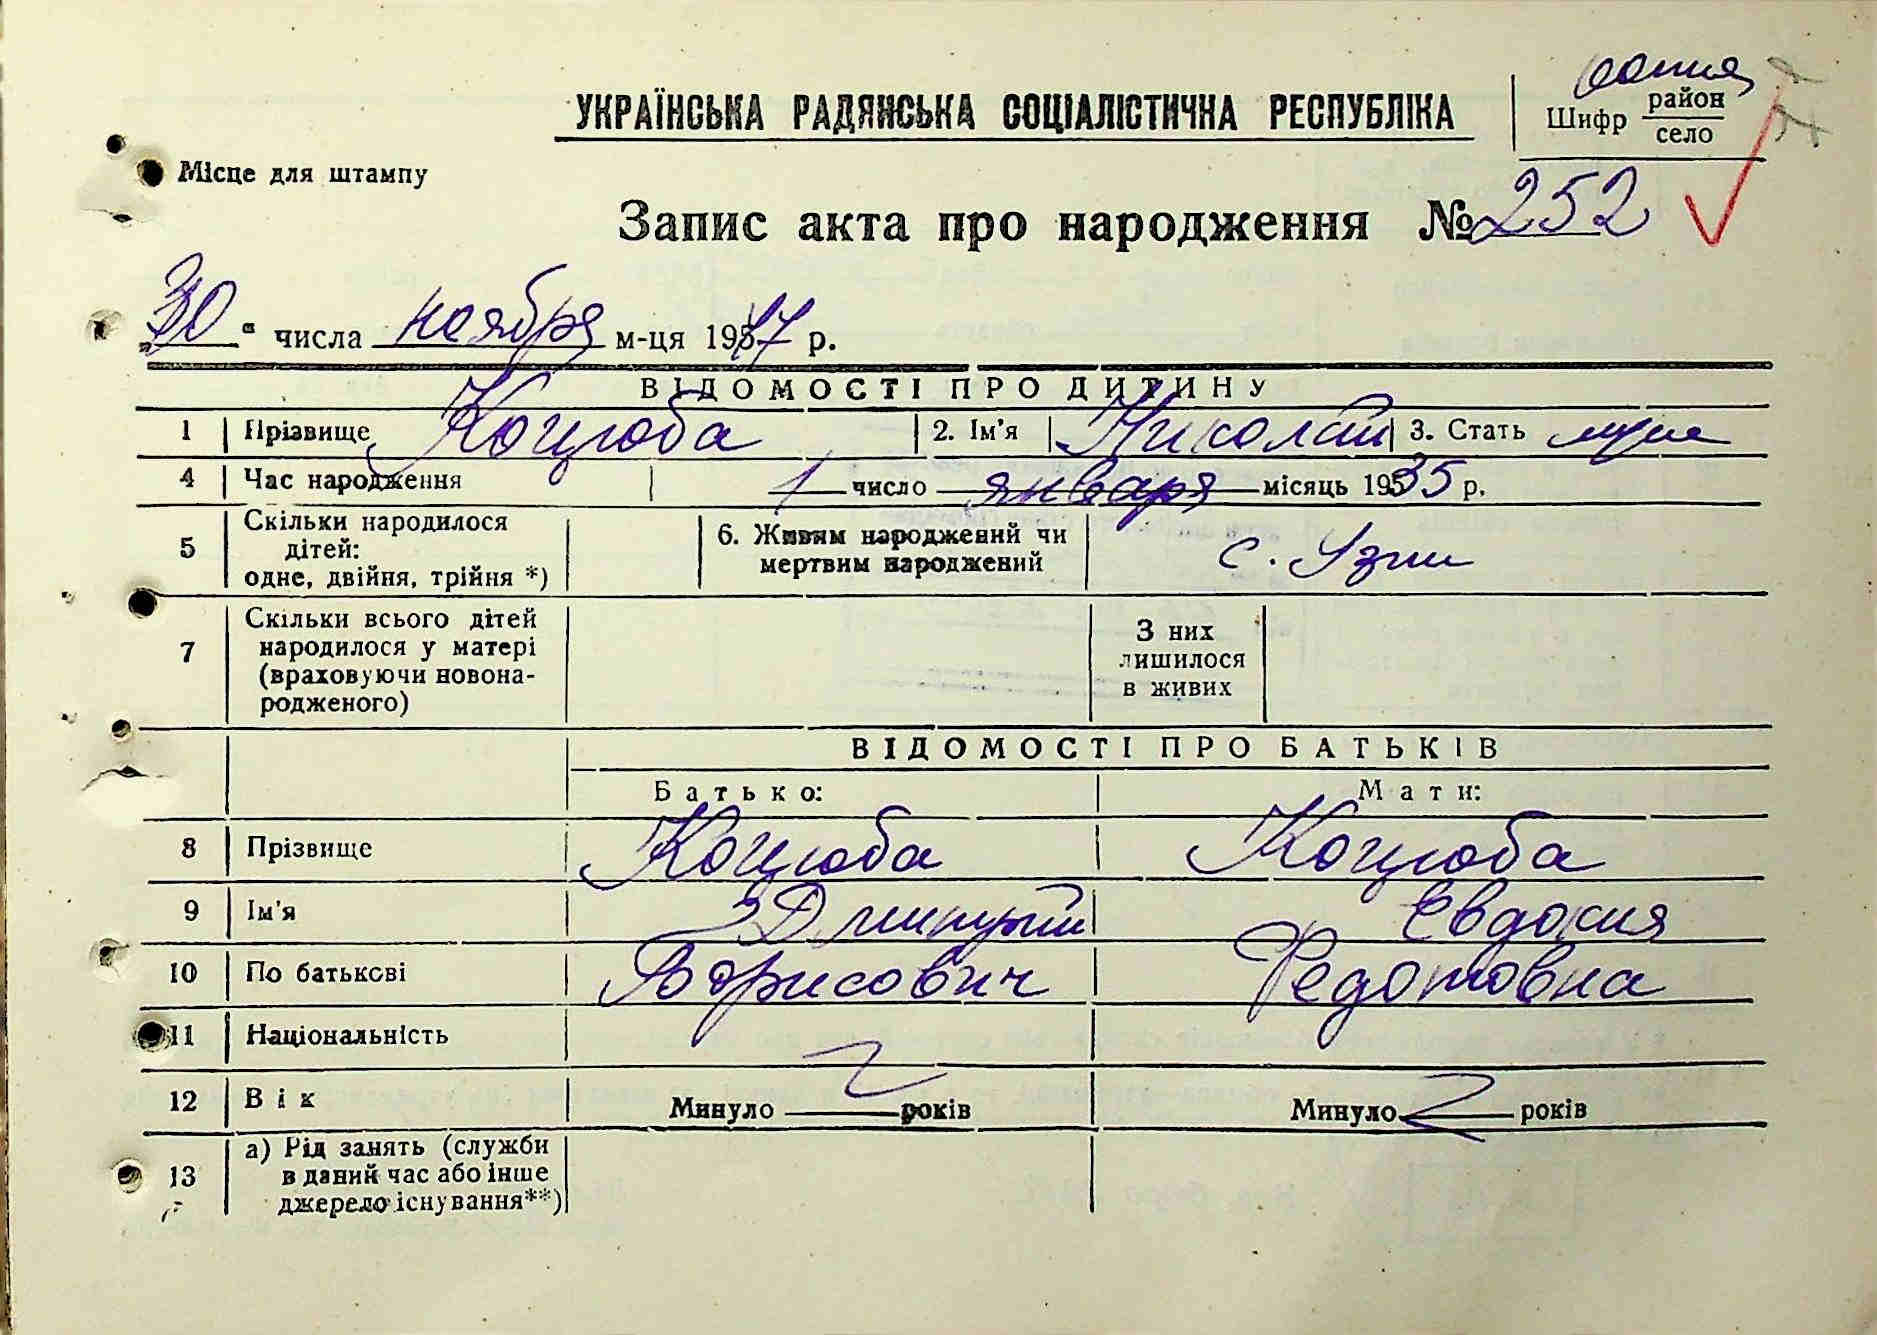 копия
УКРАЇНСЬКА РАДЯНСЬКА СОЦІАЛІСТИЧНА РЕСПУБЛІКА
Шифр район
село
Місце для штампу
Запис акта про народження № 252
„30“ числа ноября м-ця 1947 р.
ВІДОМОСТІ ПРО ДИТИНУ
1 Прізвище Коцюба 2. Ім'я Николай 3. Стать муж
4 Час народження 1 число января місяць 1935 р.
5 Скільки народилося дітей: одне, двійня, трійня *) 6. Живим народжений чи мертвим народжений с. Узин
7 Скільки всього дітей народилося у матері (враховуючи новонародженого) З них лишилося в живих
ВІДОМОСТІ ПРО БАТЬКІВ
Батько: Мати:
8 Прізвище Коцюба Коцюба
9 Ім'я Дмитрий Евдокия
10 По батькові Борисович Федотовна
11 Національність
12 Вік Минуло років Минуло років
13 а) Рід занять (служби в даний час або інше джерело існування**)